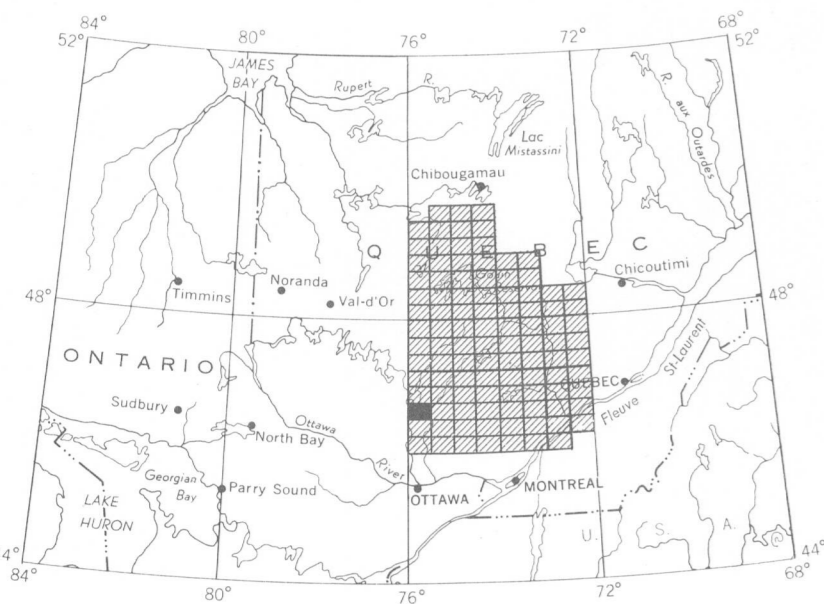 84°
80°
76°
72°
68°
52°
52°
JAMES
BAY
Rupert R.
Lac
Mistassini
R. aux Outardes
Chibougamau
Q U E B E C
Chicoutimi
Noranda
Timmins
Val-d'Or
48°
48°
ONTARIO
St-Laurent
QUEBEC
Sudbury
Fleuve
Ottawa
North Bay
River
Georgian
Bay
Parry Sound
OTTAWA
MONTREAL
LAKE
HURON
U. S. A.
4°
44°
84°
80°
76°
72°
68°